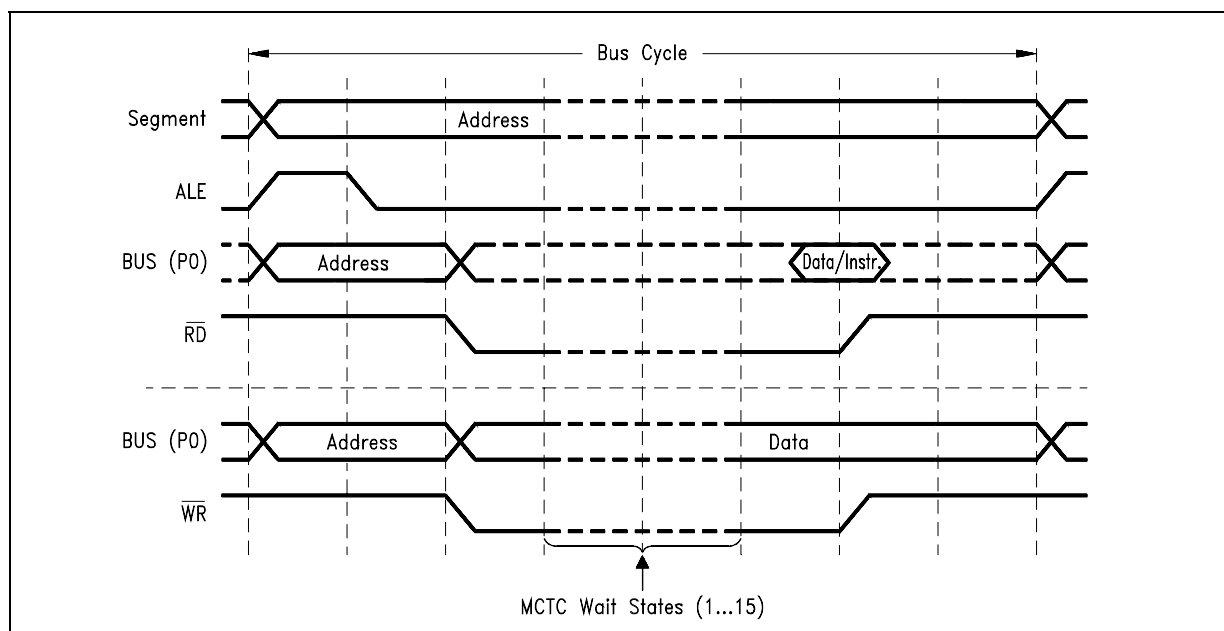 Bus Cycle
Segment
Address
ALE
BUS (P0)
Address
Data/Instr.
RD
BUS (P0)
Address
Data
WR
MCTC Wait States (1...15)